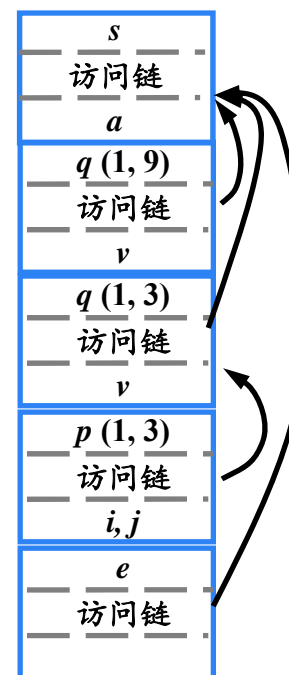 s
访问链
a
q (1, 9)
访问链
v
q (1, 3)
访问链
v
p (1, 3)
访问链
i, j
e
访问链